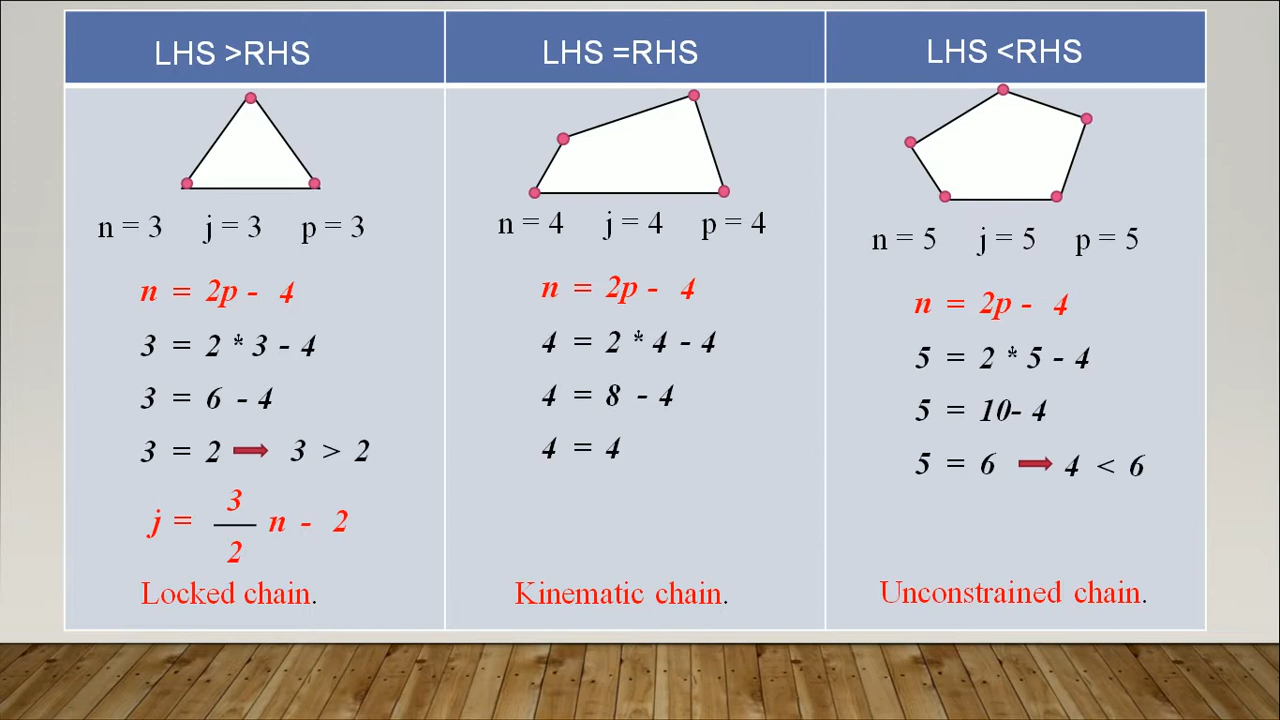 LHS >RHS
n = 3 j = 3 p = 3
n = 2p - 4
3 = 2 * 3 - 4
3 = 6 - 4
3 = 2 3 > 2
j = 3/2 n - 2
Locked chain.
LHS =RHS
n = 4 j = 4 p = 4
n = 2p - 4
4 = 2 * 4 - 4
4 = 8 - 4
4 = 4
Kinematic chain.
LHS <RHS
n = 5 j = 5 p = 5
n = 2p - 4
5 = 2 * 5 - 4
5 = 10- 4
5 = 6 4 < 6
Unconstrained chain.